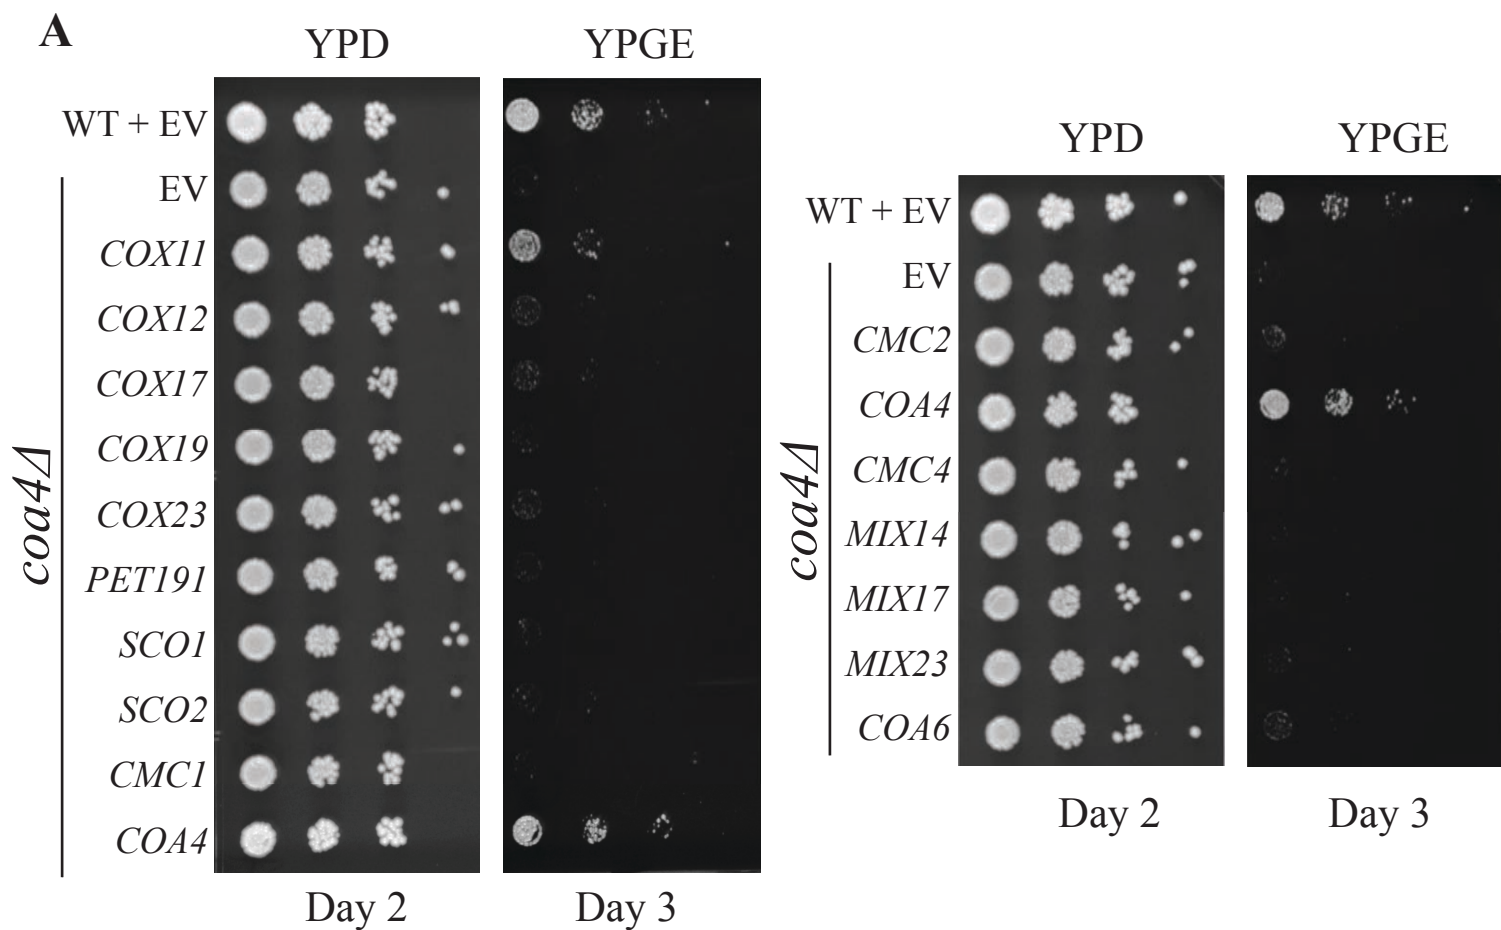 A
YPD YPGE
WT + EV
EV
COX11
COX12
COX17
COX19
COX23
PET191
SCO1
SCO2
CMC1
COA4
coa4Δ
Day 2 Day 3
YPD YPGE
WT + EV
EV
CMC2
COA4
CMC4
MIX14
MIX17
MIX23
COA6
coa4Δ
Day 2 Day 3